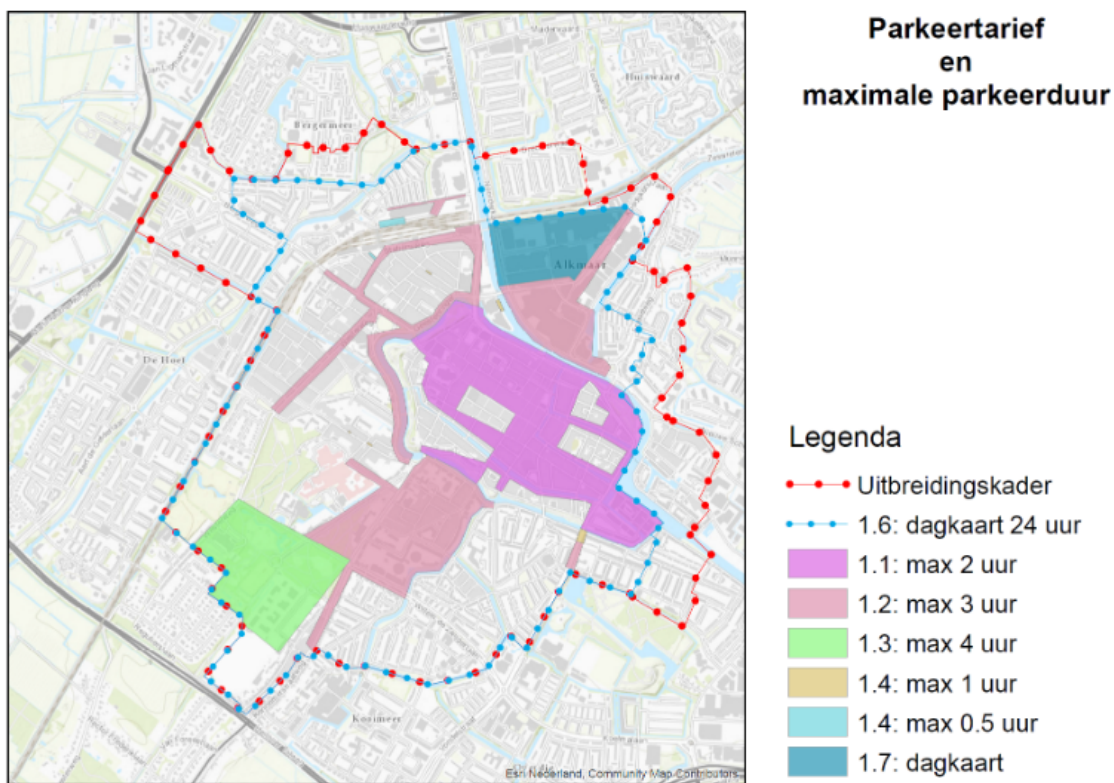 Parkeertarief
en
maximale parkeerduur
Huiswaard
Bergermeer
Alkmaar
De Hoef
Kooimeer
Esri Nederland, Community Map Contributors
Legenda
Uitbreidingskader
1.6: dagkaart 24 uur
1.1: max 2 uur
1.2: max 3 uur
1.3: max 4 uur
1.4: max 1 uur
1.4: max 0.5 uur
1.7: dagkaart